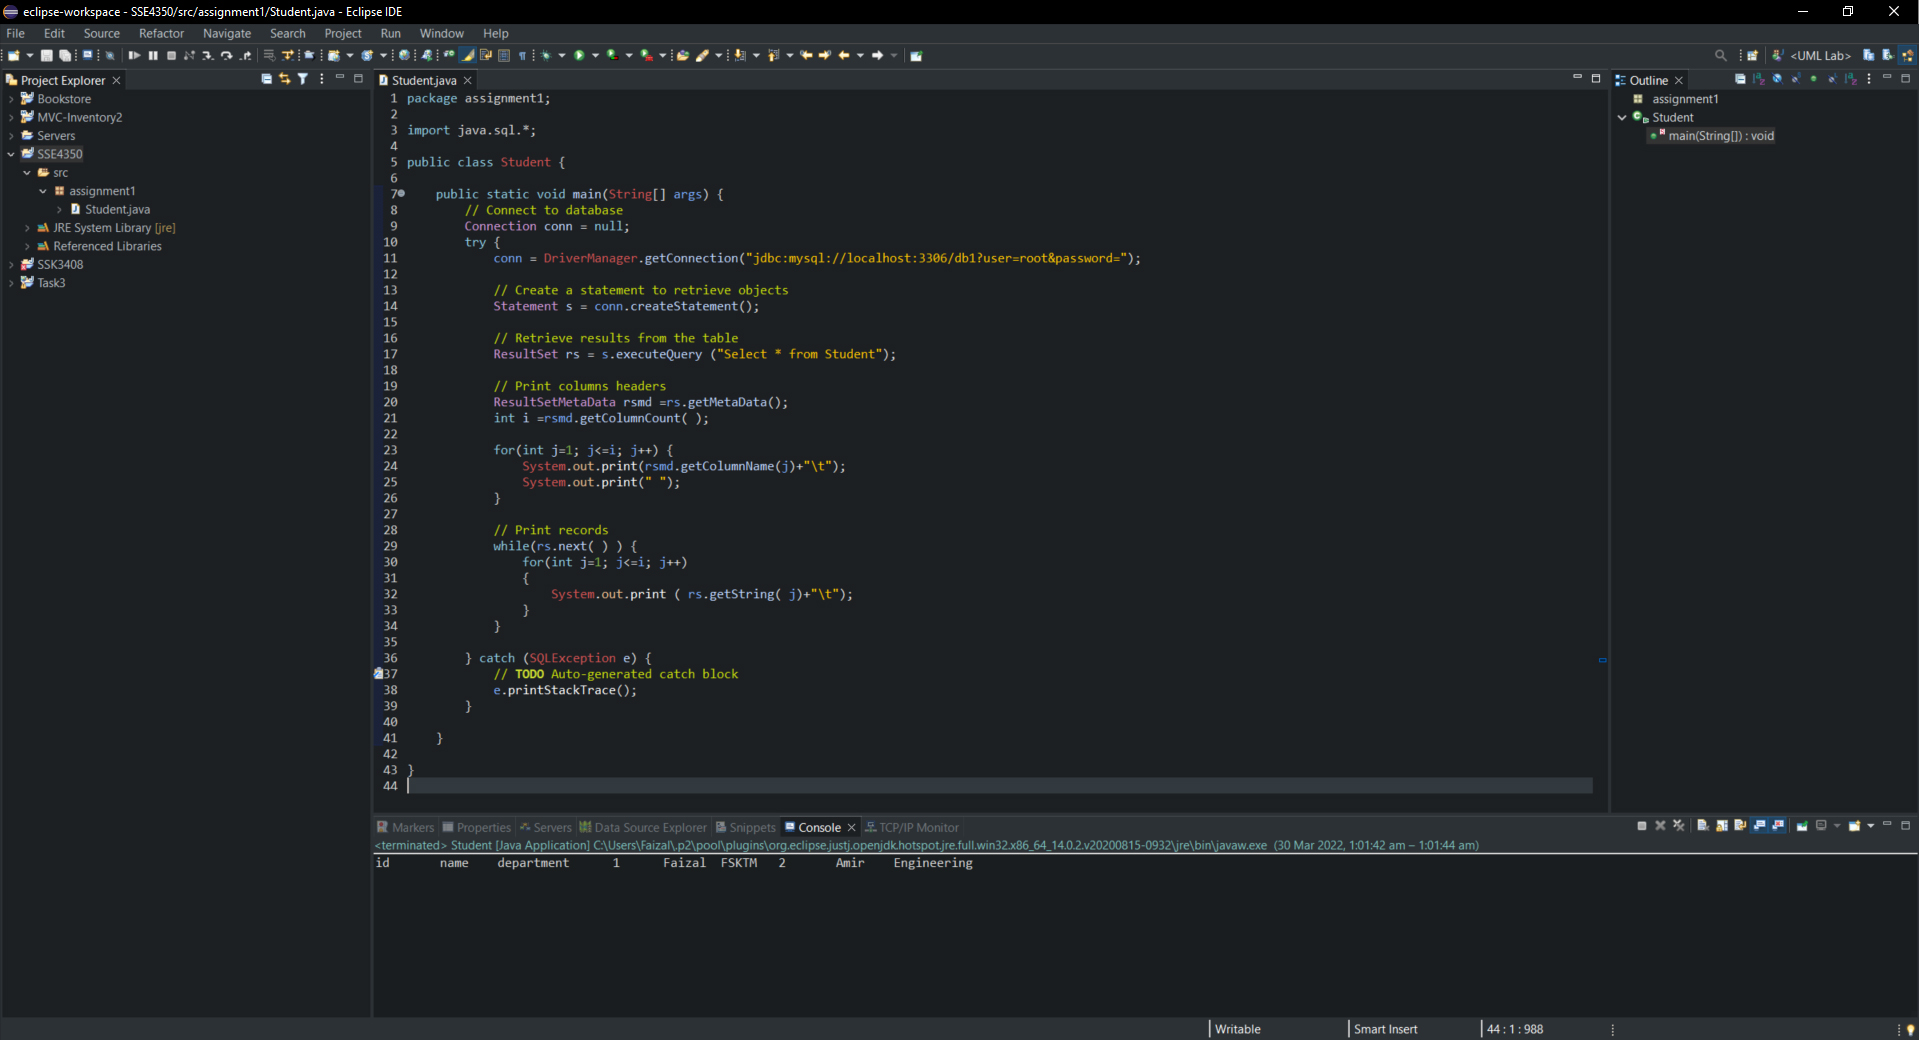 eclipse-workspace - SSE4350/src/assignment1/Student.java - Eclipse IDE
File Edit Source Refactor Navigate Search Project Run Window Help
<UML Lab>
Project Explorer
Bookstore
MVC-Inventory2
Servers
SSE4350
src
assignment1
Student.java
JRE System Library [jre]
Referenced Libraries
SSK3408
Task3
Student.java
1 package assignment1;
2
3 import java.sql.*;
4
5 public class Student {
6
7 public static void main(String[] args) {
8 // Connect to database
9 Connection conn = null;
10 try {
11 conn = DriverManager.getConnection("jdbc:mysql://localhost:3306/db1?user=root&password=");
12
13 // Create a statement to retrieve objects
14 Statement s = conn.createStatement();
15
16 // Retrieve results from the table
17 ResultSet rs = s.executeQuery ("Select * from Student");
18
19 // Print columns headers
20 ResultSetMetaData rsmd =rs.getMetaData();
21 int i =rsmd.getColumnCount( );
22
23 for(int j=1; j<=i; j++) {
24 System.out.print(rsmd.getColumnName(j)+"\t");
25 System.out.print(" ");
26 }
27
28 // Print records
29 while(rs.next( ) ) {
30 for(int j=1; j<=i; j++)
31 {
32 System.out.print ( rs.getString( j)+"\t");
33 }
34 }
35
36 } catch (SQLException e) {
37 // TODO Auto-generated catch block
38 e.printStackTrace();
39 }
40
41 }
42
43 }
44
Outline
assignment1
Student
main(String[]) : void
Markers Properties Servers Data Source Explorer Snippets Console TCP/IP Monitor
<terminated> Student [Java Application] C:\Users\Faizal\.p2\pool\plugins\org.eclipse.justj.openjdk.hotspot.jre.full.win32.x86_64_14.0.2.v20200815-0932\jre\bin\javaw.exe (30 Mar 2022, 1:01:42 am – 1:01:44 am)
id name department 1 Faizal FSKTM 2 Amir Engineering
Writable Smart Insert 44 : 1 : 988